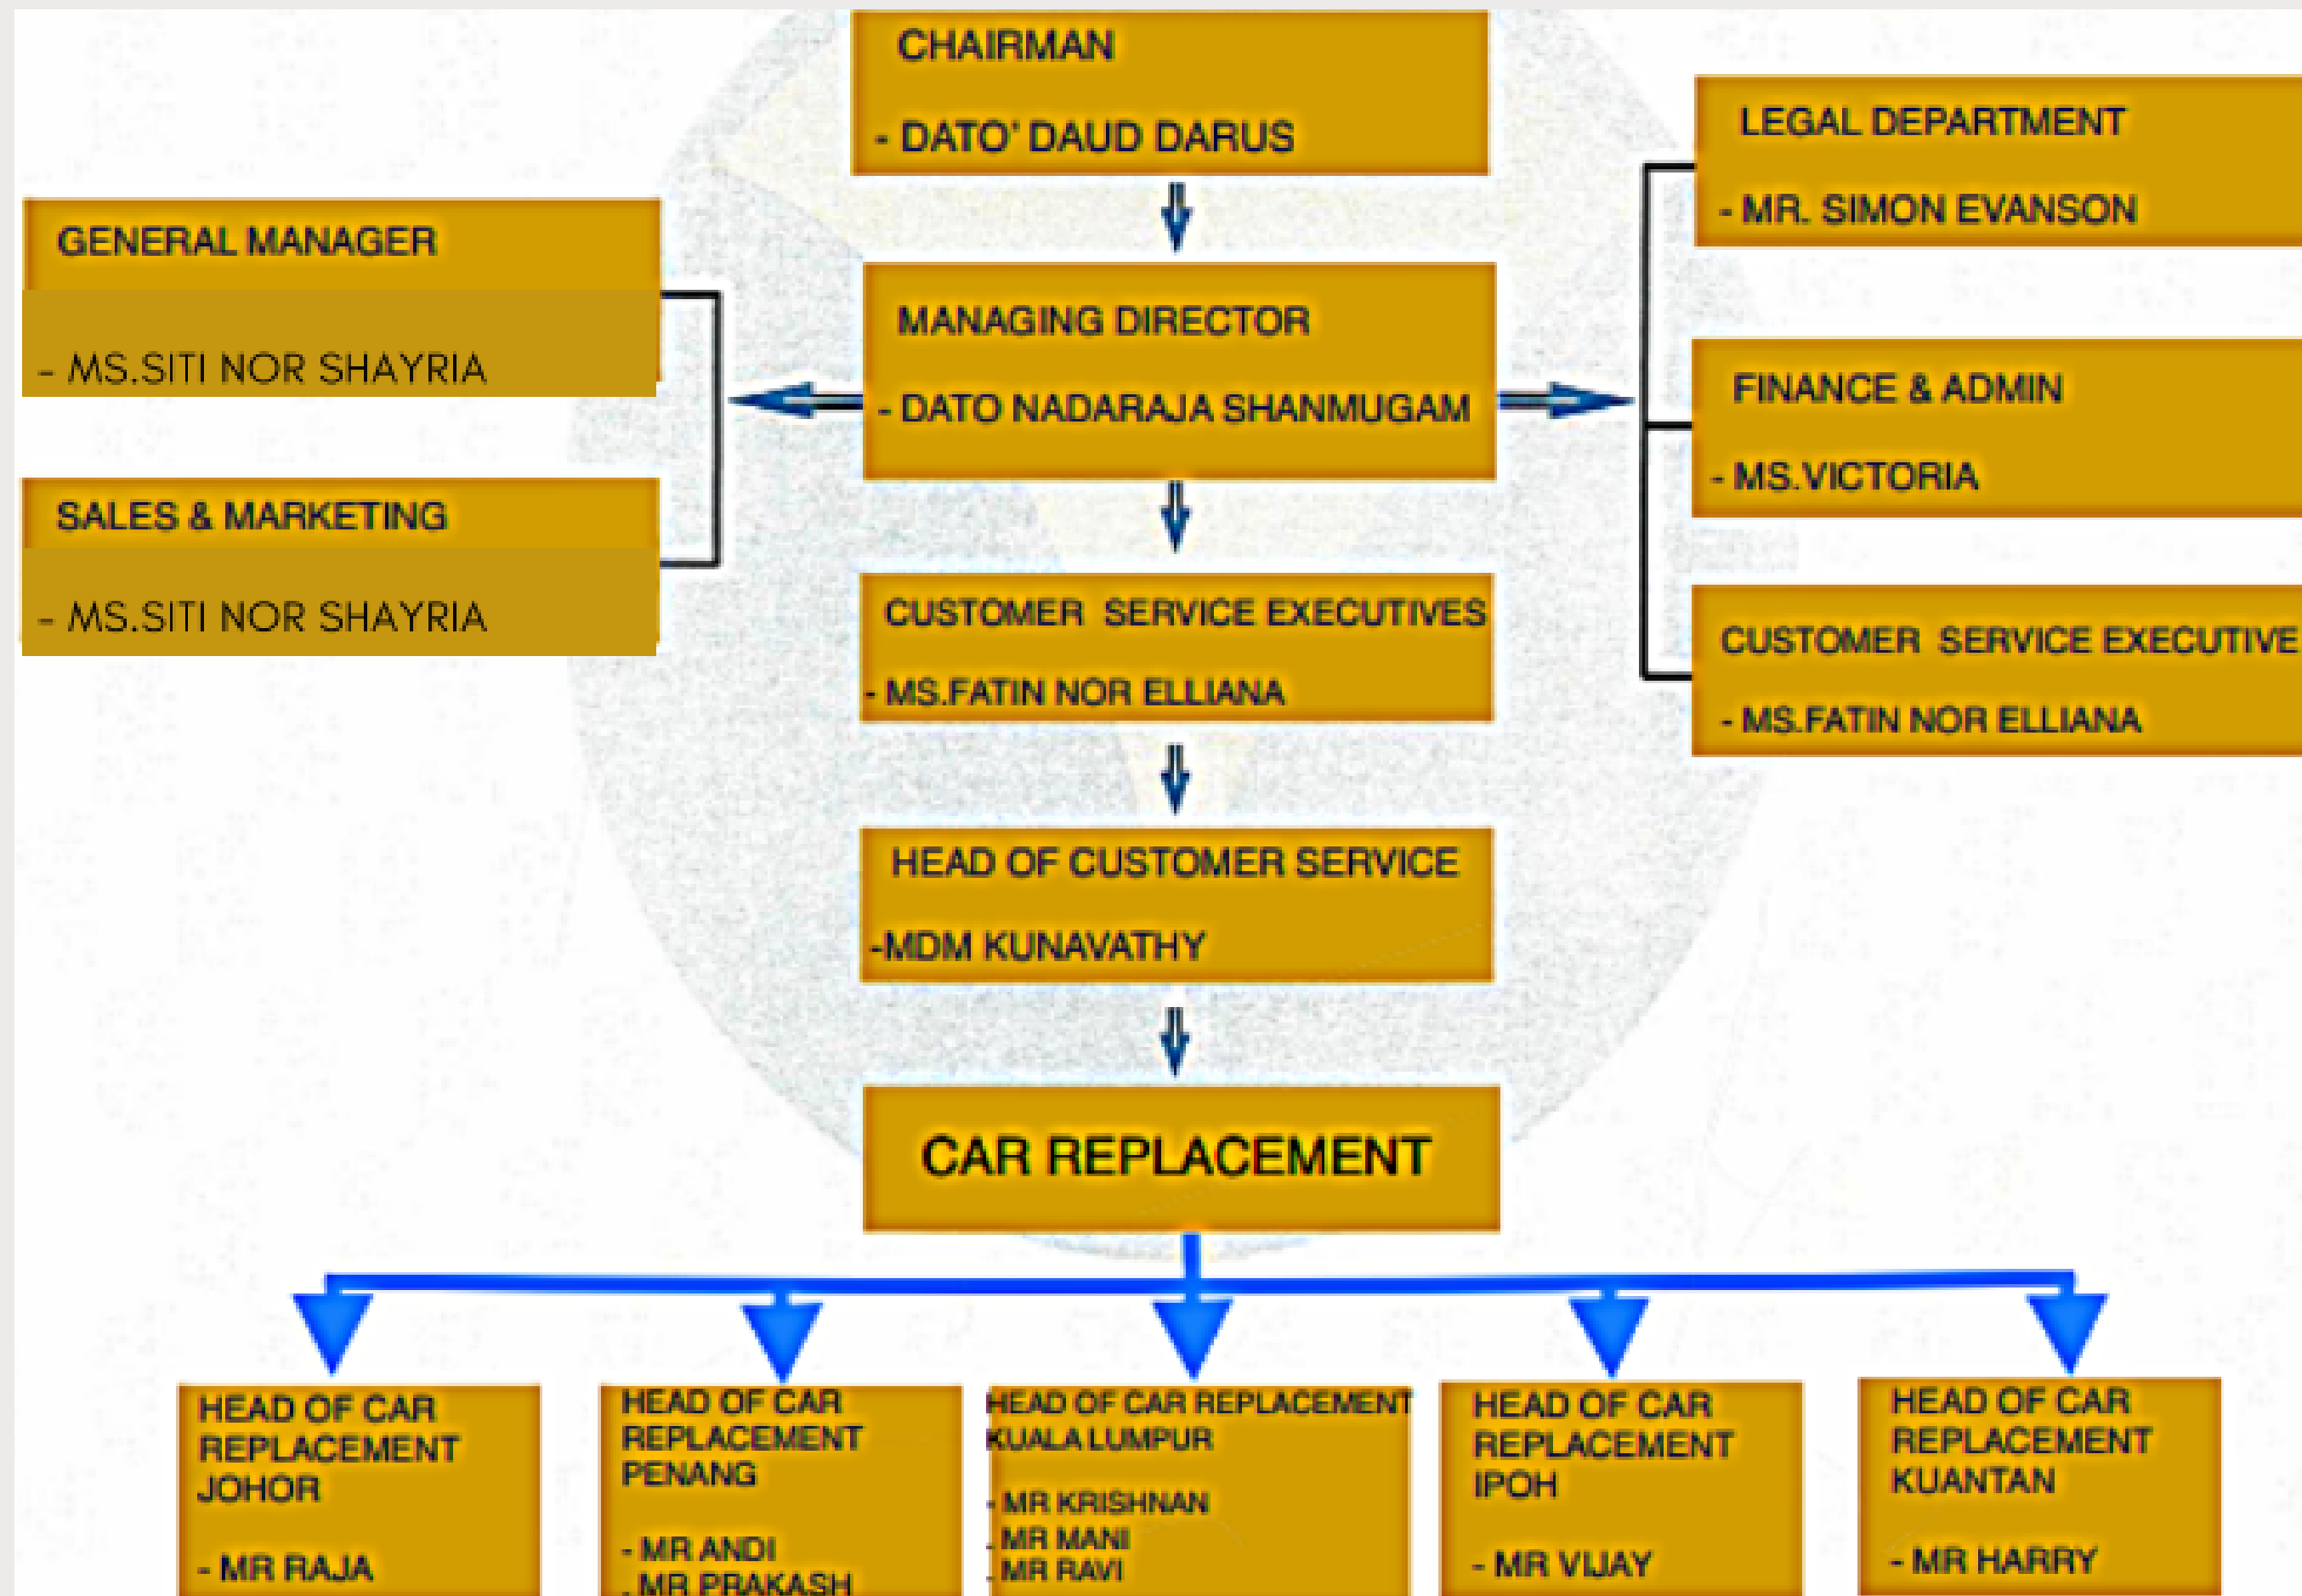 CHAIRMAN
- DATO' DAUD DARUS
LEGAL DEPARTMENT
- MR. SIMON EVANSON
GENERAL MANAGER
- MS.SITI NOR SHAYRIA
MANAGING DIRECTOR
- DATO NADARAJA SHANMUGAM
FINANCE & ADMIN
- MS.VICTORIA
SALES & MARKETING
- MS.SITI NOR SHAYRIA
CUSTOMER SERVICE EXECUTIVES
- MS.FATIN NOR ELLIANA
CUSTOMER SERVICE EXECUTIVE
- MS.FATIN NOR ELLIANA
HEAD OF CUSTOMER SERVICE
-MDM KUNAVATHY
CAR REPLACEMENT
HEAD OF CAR
REPLACEMENT
JOHOR
- MR RAJA
HEAD OF CAR
REPLACEMENT
PENANG
- MR ANDI
- MR PRAKASH
HEAD OF CAR REPLACEMENT
KUALA LUMPUR
- MR KRISHNAN
- MR MANI
- MR RAVI
HEAD OF CAR
REPLACEMENT
IPOH
- MR VIJAY
HEAD OF CAR
REPLACEMENT
KUANTAN
- MR HARRY